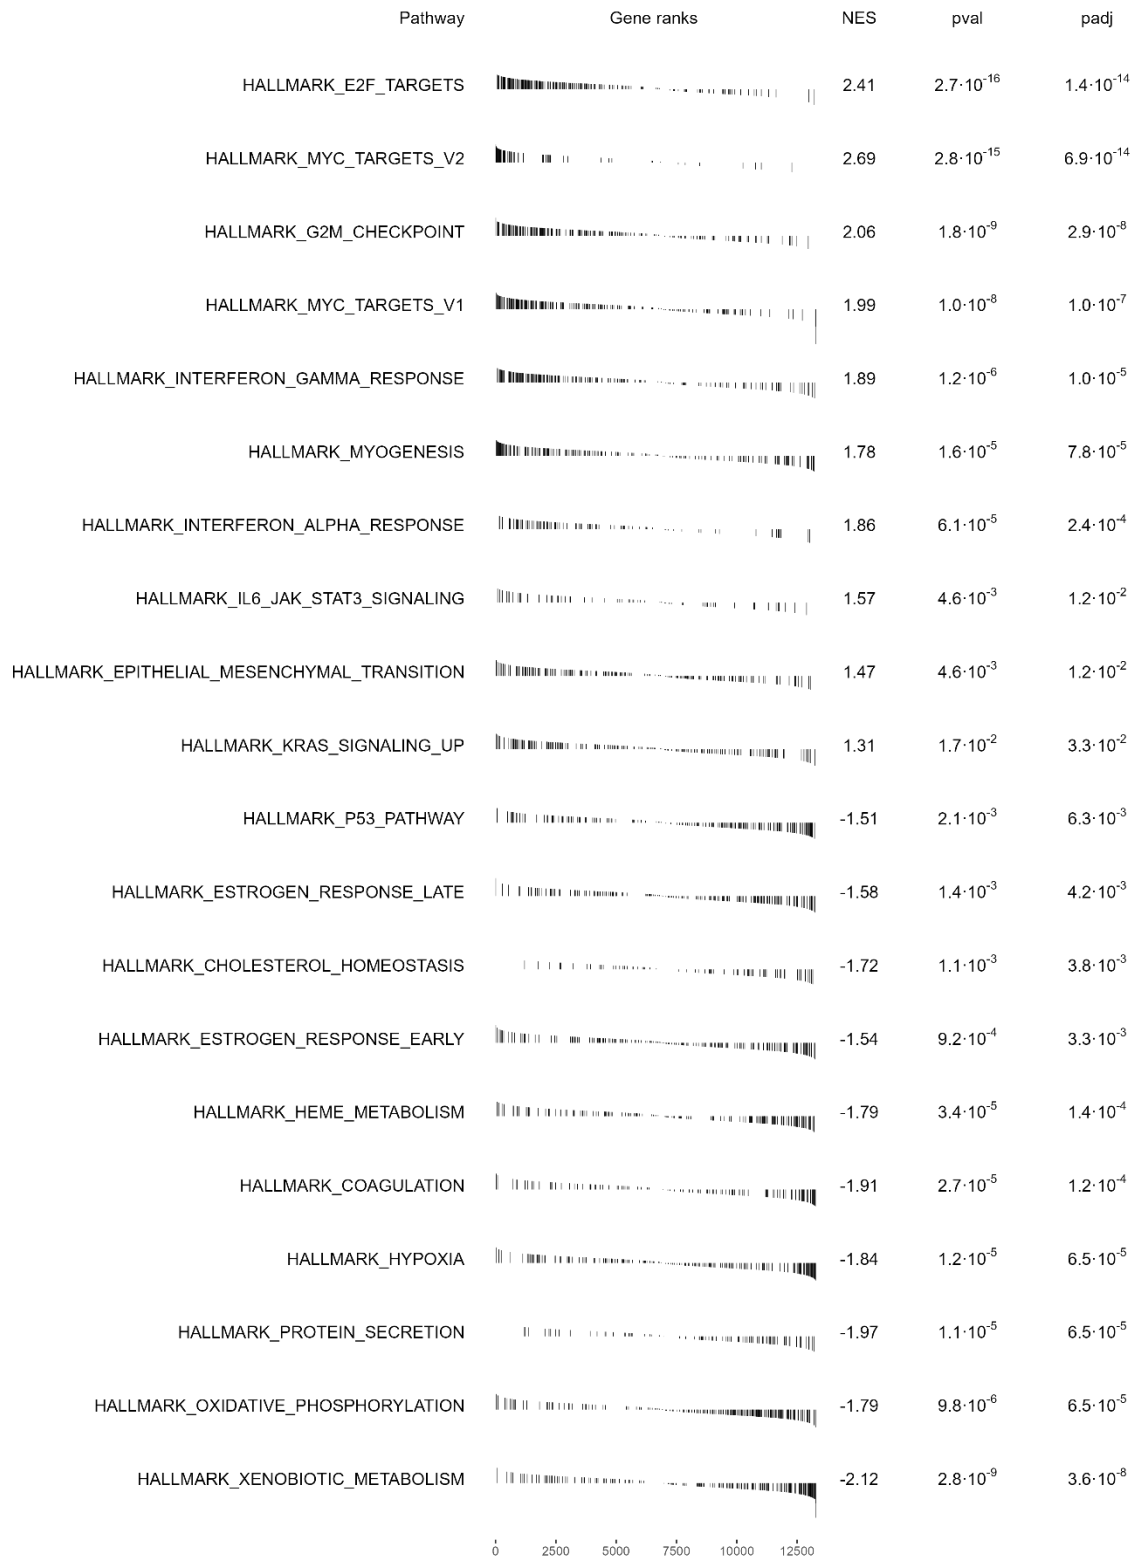 Pathway Gene ranks NES pval padj
HALLMARK_E2F_TARGETS 2.41 2.7·10⁻¹⁶ 1.4·10⁻¹⁴
HALLMARK_MYC_TARGETS_V2 2.69 2.8·10⁻¹⁵ 6.9·10⁻¹⁴
HALLMARK_G2M_CHECKPOINT 2.06 1.8·10⁻⁹ 2.9·10⁻⁸
HALLMARK_MYC_TARGETS_V1 1.99 1.0·10⁻⁸ 1.0·10⁻⁷
HALLMARK_INTERFERON_GAMMA_RESPONSE 1.89 1.2·10⁻⁶ 1.0·10⁻⁵
HALLMARK_MYOGENESIS 1.78 1.6·10⁻⁵ 7.8·10⁻⁵
HALLMARK_INTERFERON_ALPHA_RESPONSE 1.86 6.1·10⁻⁵ 2.4·10⁻⁴
HALLMARK_IL6_JAK_STAT3_SIGNALING 1.57 4.6·10⁻³ 1.2·10⁻²
HALLMARK_EPITHELIAL_MESENCHYMAL_TRANSITION 1.47 4.6·10⁻³ 1.2·10⁻²
HALLMARK_KRAS_SIGNALING_UP 1.31 1.7·10⁻² 3.3·10⁻²
HALLMARK_P53_PATHWAY -1.51 2.1·10⁻³ 6.3·10⁻³
HALLMARK_ESTROGEN_RESPONSE_LATE -1.58 1.4·10⁻³ 4.2·10⁻³
HALLMARK_CHOLESTEROL_HOMEOSTASIS -1.72 1.1·10⁻³ 3.8·10⁻³
HALLMARK_ESTROGEN_RESPONSE_EARLY -1.54 9.2·10⁻⁴ 3.3·10⁻³
HALLMARK_HEME_METABOLISM -1.79 3.4·10⁻⁵ 1.4·10⁻⁴
HALLMARK_COAGULATION -1.91 2.7·10⁻⁵ 1.2·10⁻⁴
HALLMARK_HYPOXIA -1.84 1.2·10⁻⁵ 6.5·10⁻⁵
HALLMARK_PROTEIN_SECRETION -1.97 1.1·10⁻⁵ 6.5·10⁻⁵
HALLMARK_OXIDATIVE_PHOSPHORYLATION -1.79 9.8·10⁻⁶ 6.5·10⁻⁵
HALLMARK_XENOBIOTIC_METABOLISM -2.12 2.8·10⁻⁹ 3.6·10⁻⁸
0 2500 5000 7500 10000 12500